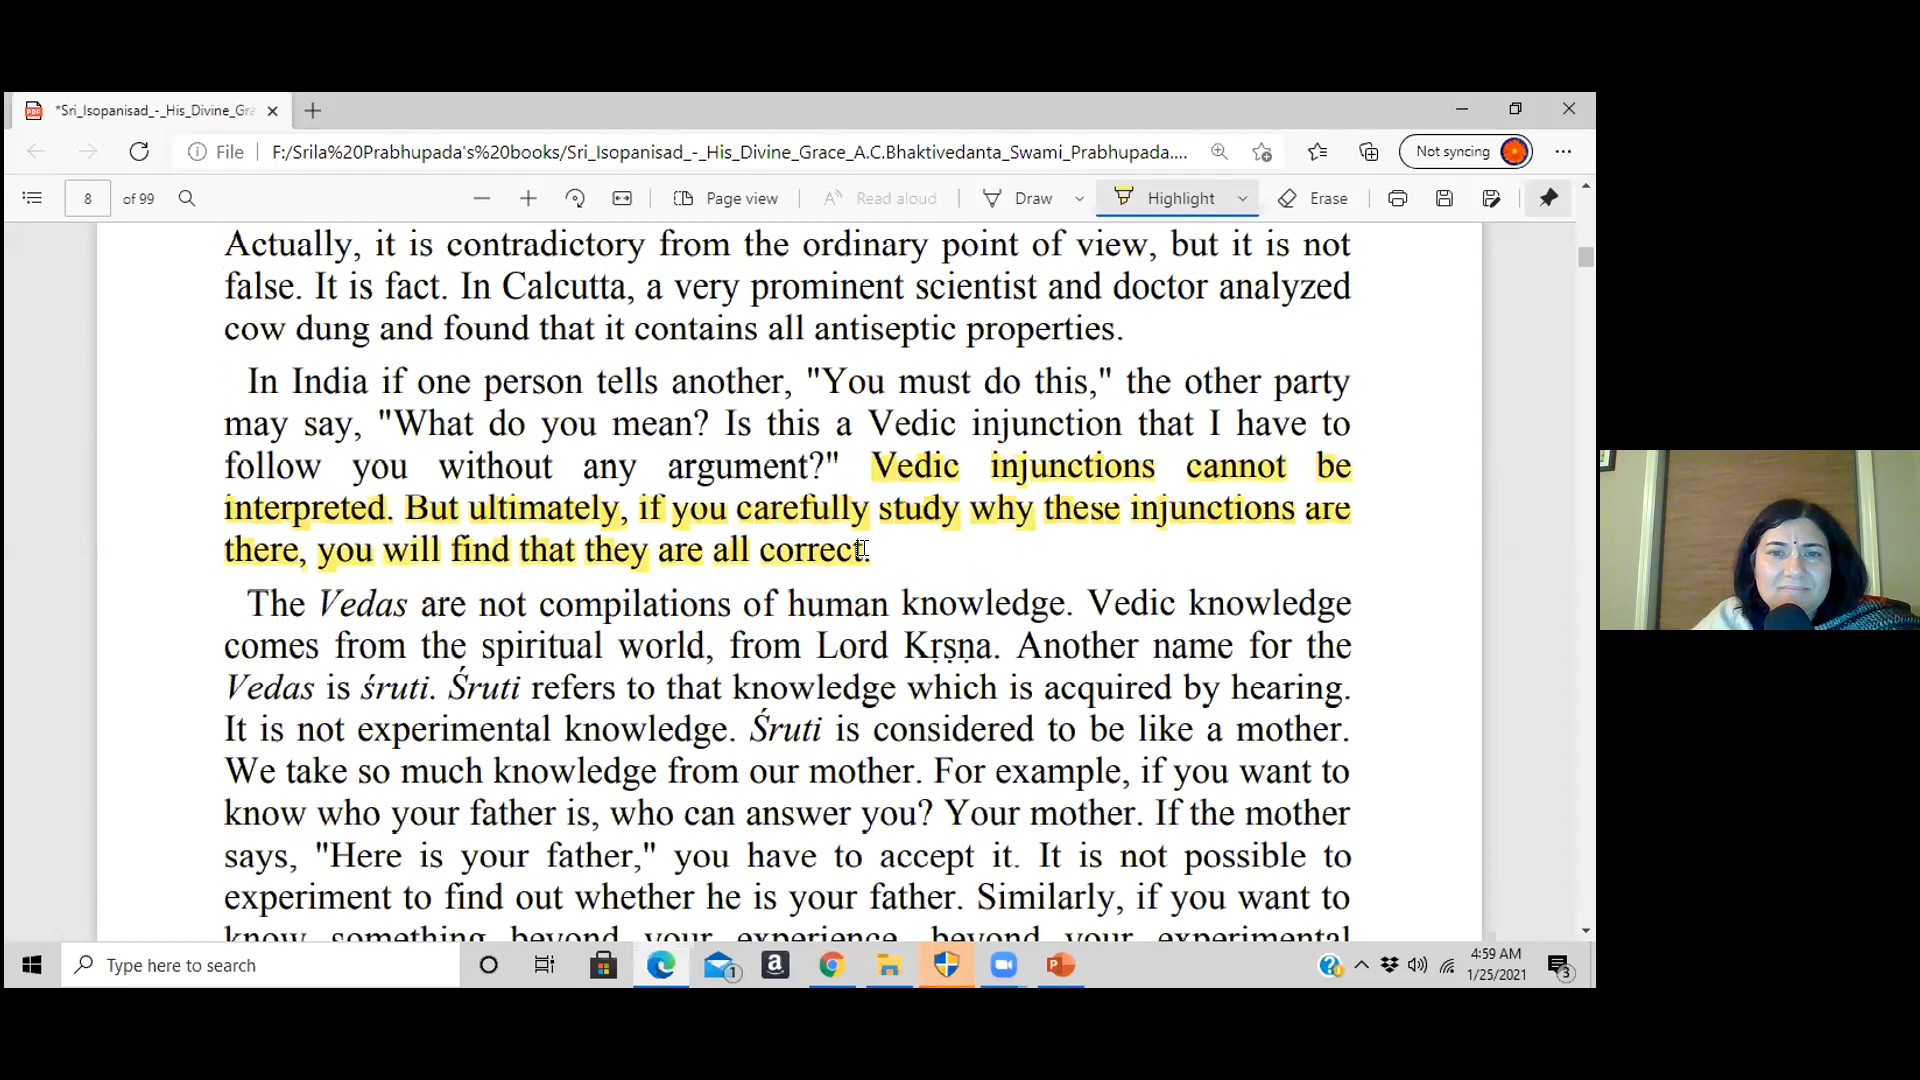 *Sri_Isopanisad_-_His_Divine_Gra
File F:/Srila%20Prabhupada's%20books/Sri_Isopanisad_-_His_Divine_Grace_A.C.Bhaktivedanta_Swami_Prabhupada.... Not syncing
8 of 99 Page view Read aloud Draw Highlight Erase
Actually, it is contradictory from the ordinary point of view, but it is not
false. It is fact. In Calcutta, a very prominent scientist and doctor analyzed
cow dung and found that it contains all antiseptic properties.
In India if one person tells another, "You must do this," the other party
may say, "What do you mean? Is this a Vedic injunction that I have to
follow you without any argument?" Vedic injunctions cannot be
interpreted. But ultimately, if you carefully study why these injunctions are
there, you will find that they are all correct.
The Vedas are not compilations of human knowledge. Vedic knowledge
comes from the spiritual world, from Lord Kṛṣṇa. Another name for the
Vedas is śruti. Śruti refers to that knowledge which is acquired by hearing.
It is not experimental knowledge. Śruti is considered to be like a mother.
We take so much knowledge from our mother. For example, if you want to
know who your father is, who can answer you? Your mother. If the mother
says, "Here is your father," you have to accept it. It is not possible to
experiment to find out whether he is your father. Similarly, if you want to
know something beyond your experience, beyond your experimental
Type here to search
4:59 AM
1/25/2021